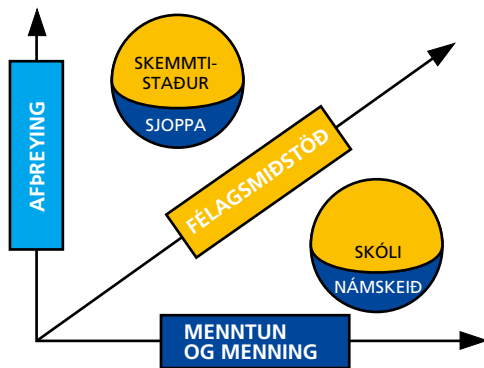 SKEMMTI-
STAÐUR
SJOPPA
AFÞREYING
FÉLAGSMIÐSTÖÐ
SKÓLI
NÁMSKEIÐ
MENNTUN
OG MENNING